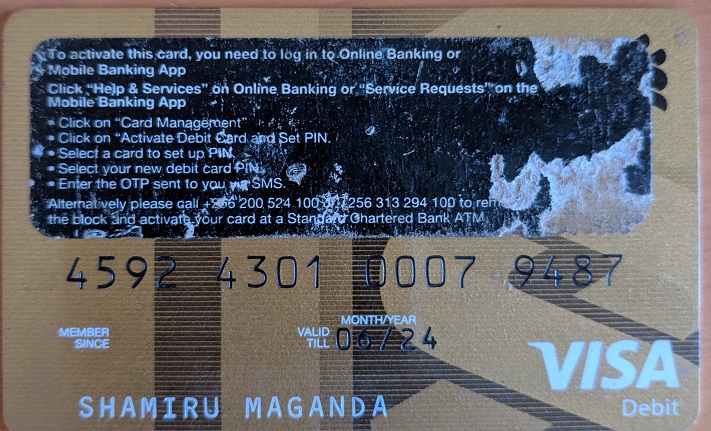 To activate this card, you need to log in to Online Banking or
Mobile Banking App
Click "Help & Services" on Online Banking or "Service Requests" on the
Mobile Banking App
• Click on "Card Management"
• Click on "Activate Debit Card and Set PIN.
• Select a card to set up PIN
• Select your new debit card PIN.
• Enter the OTP sent to you via SMS.
Alternatively please call +256 200 524 100 256 313 294 100 to
the block and activate your card at a Standard Chartered Bank ATM
4592 4301 0007 9487
MONTH/YEAR
MEMBER SINCE
VALID TILL 06/24
VISA
Debit
SHAMIRU MAGANDA